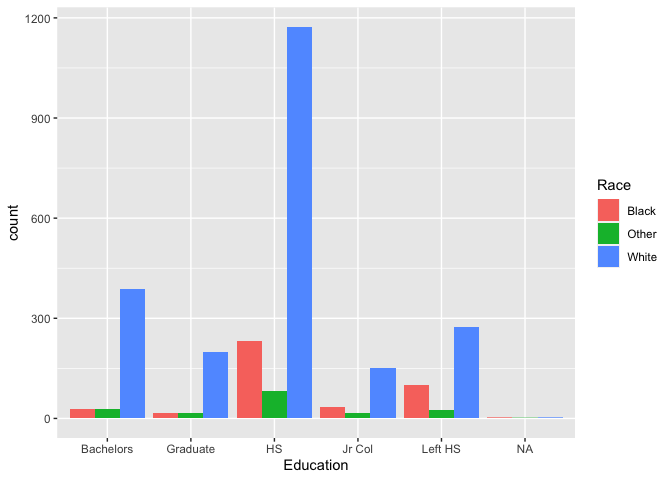 1200
900
600
300
0
count
Bachelors Graduate HS Jr Col Left HS NA
Education
Race
Black
Other
White